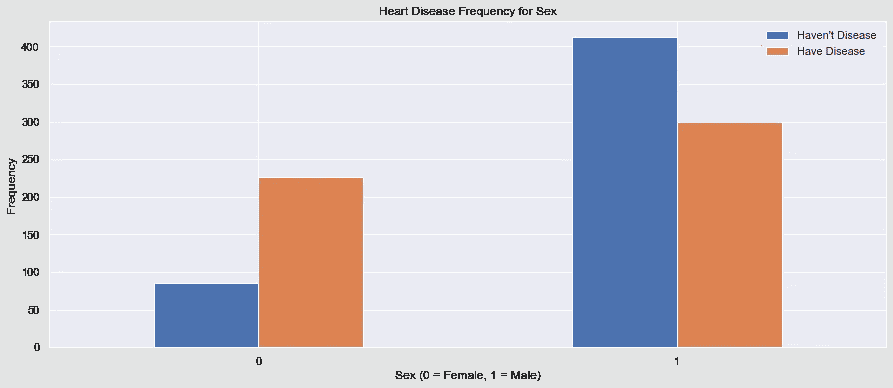 Heart Disease Frequency for Sex
Haven't Disease
Have Disease
400
350
300
250
200
150
100
50
0
Frequency
0
1
Sex (0 = Female, 1 = Male)